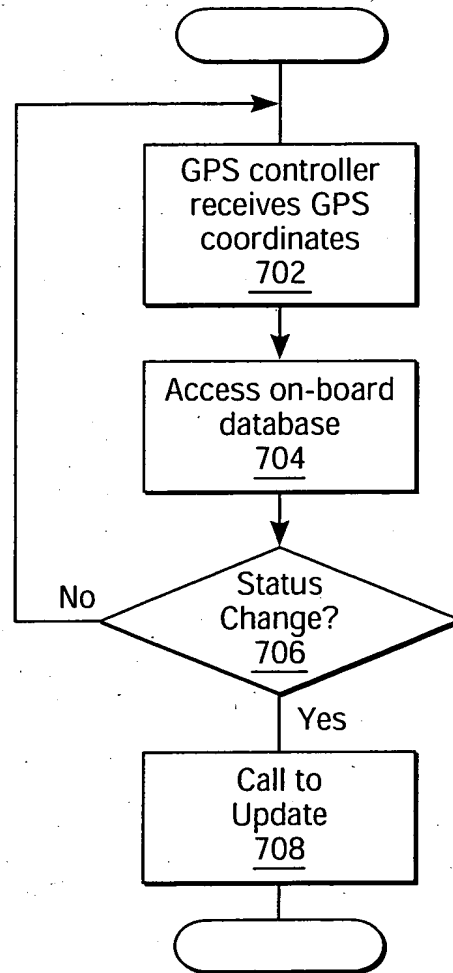 GPS controller
receives GPS
coordinates
702
Access on-board
database
704
Status
Change?
706
No
Yes
Call to
Update
708